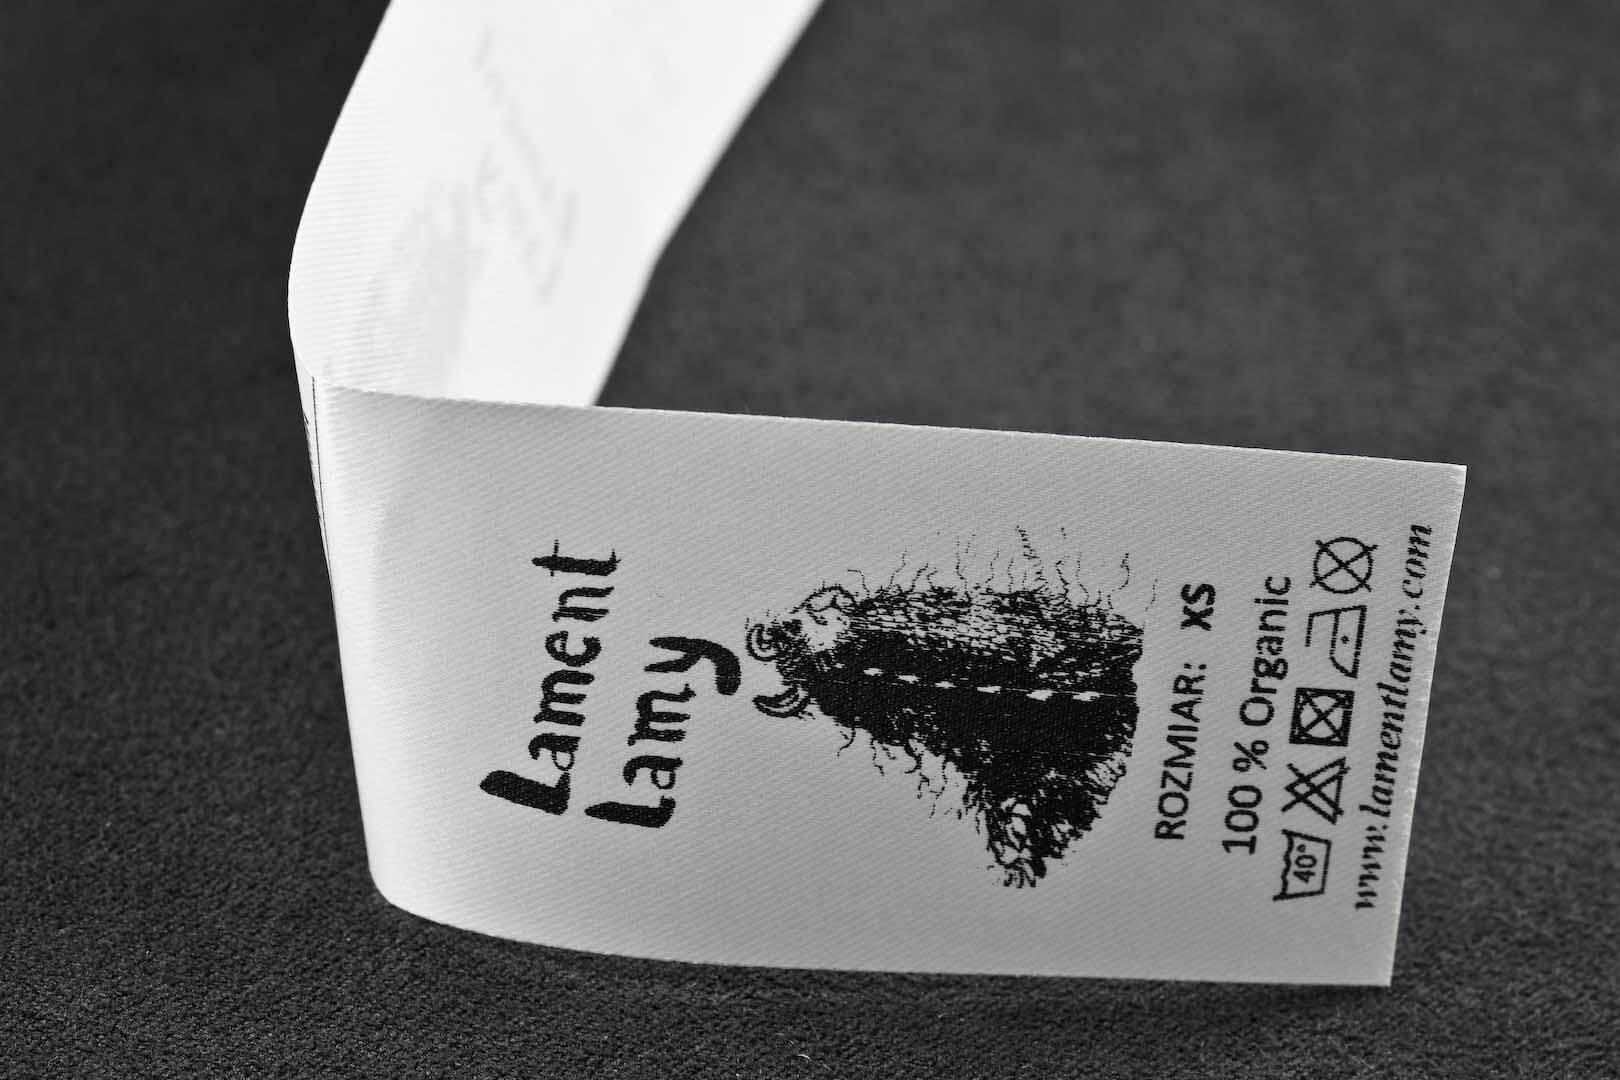 Lament
Lamy
ROZMIAR: XS
100 % Organic
40°
www.lamentlamy.com